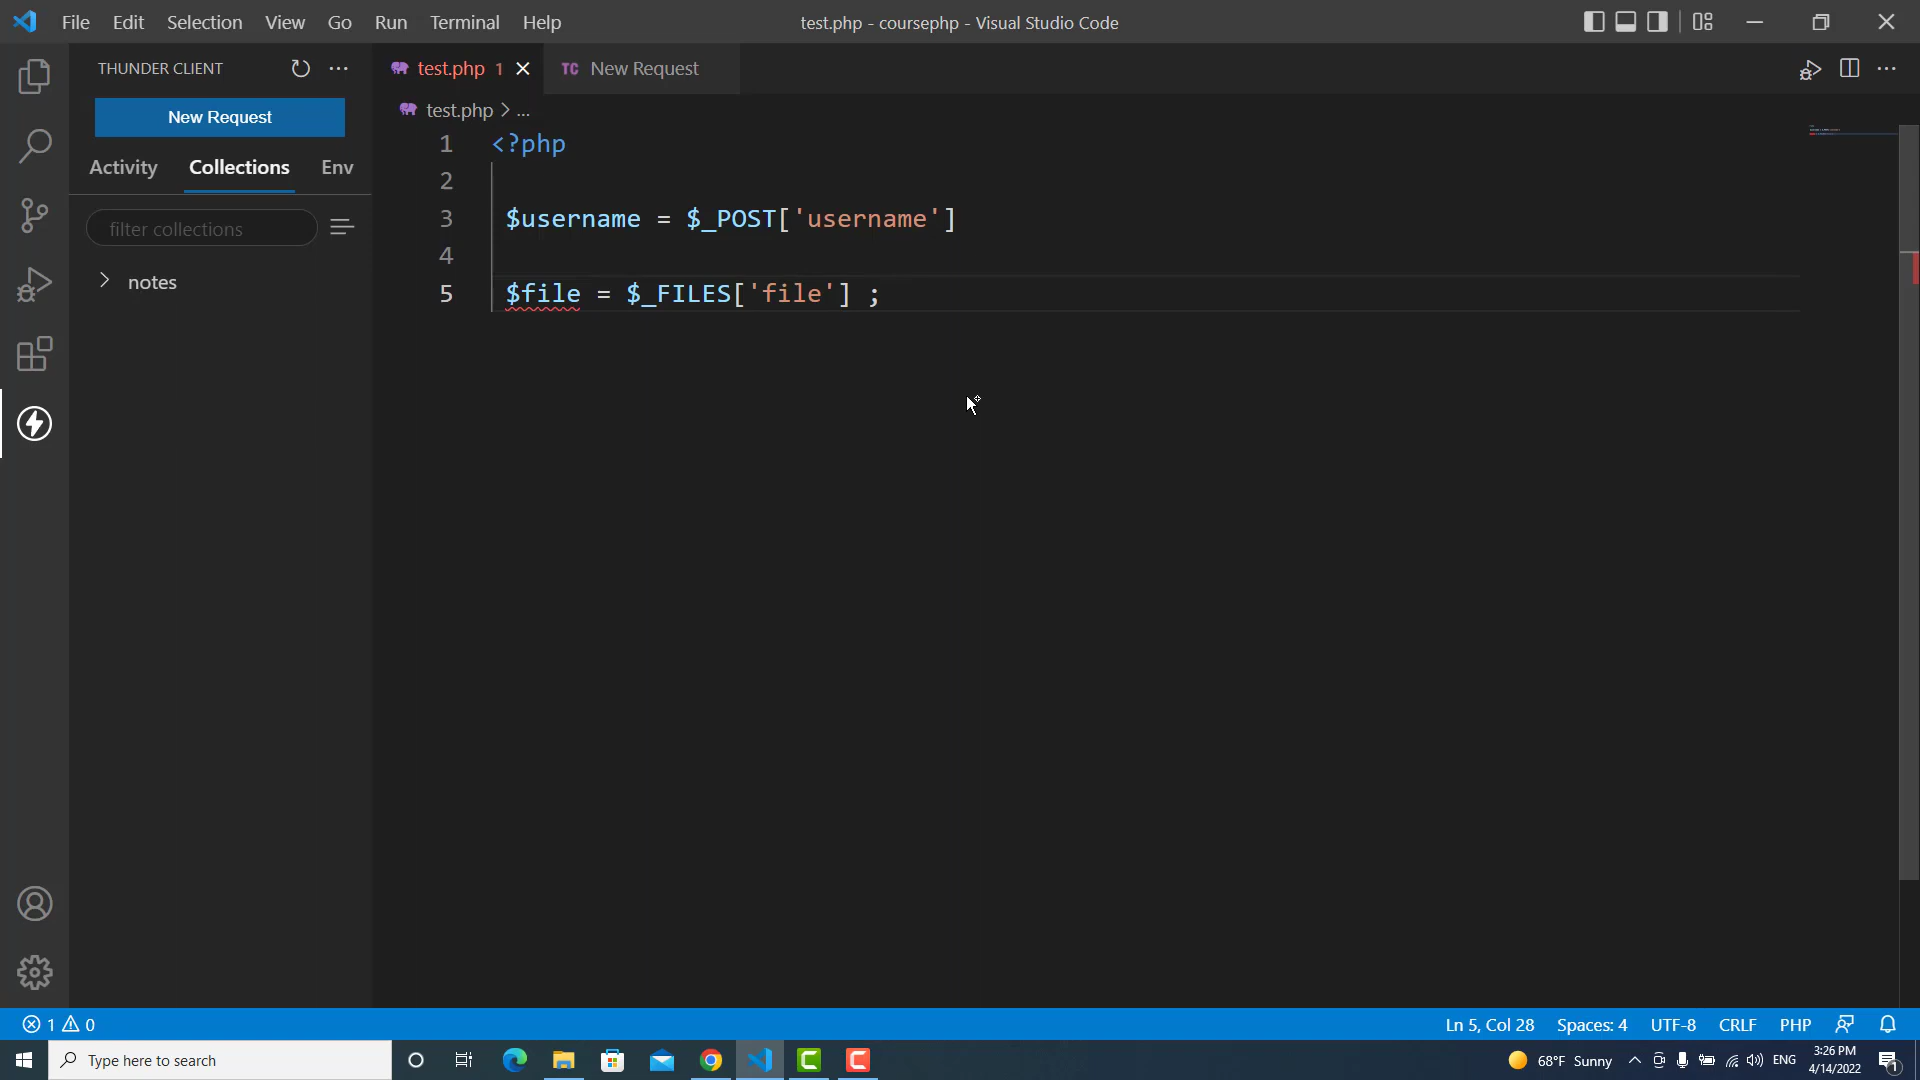 File Edit Selection View Go Run Terminal Help
test.php - coursephp - Visual Studio Code
THUNDER CLIENT
test.php 1
TC New Request
New Request
test.php > ...
Activity Collections Env
filter collections
notes
1 <?php
2
3 $username = $_POST['username']
4
5 $file = $_FILES['file'] ;
1 0
Ln 5, Col 28 Spaces: 4 UTF-8 CRLF PHP
Type here to search
68°F Sunny
ENG
3:26 PM
4/14/2022
1